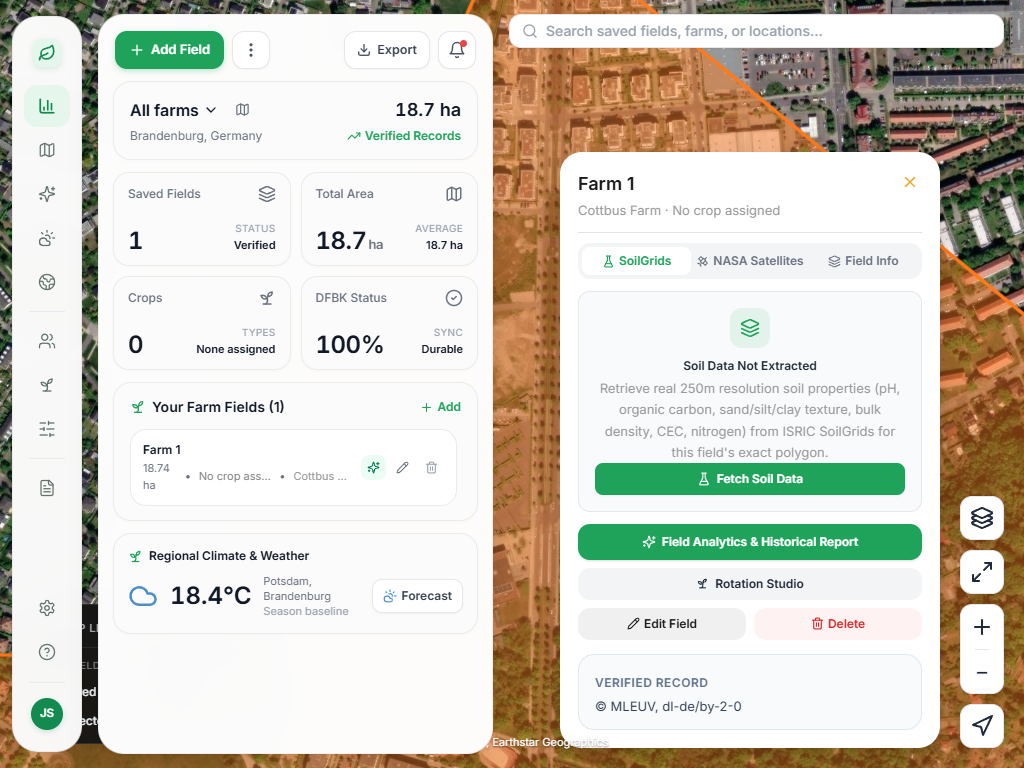 Add Field
Export
Search saved fields, farms, or locations...
All farms
18.7 ha
Brandenburg, Germany
Verified Records
Saved Fields
STATUS
1
Verified
Total Area
AVERAGE
18.7 ha
18.7 ha
Crops
TYPES
0
None assigned
DFBK Status
SYNC
100%
Durable
Your Farm Fields (1)
Add
Farm 1
18.74
ha
• No crop ass...
• Cottbus ...
Regional Climate & Weather
18.4°C
Potsdam,
Brandenburg
Season baseline
Forecast
JS
Farm 1
Cottbus Farm · No crop assigned
SoilGrids
NASA Satellites
Field Info
Soil Data Not Extracted
Retrieve real 250m resolution soil properties (pH,
organic carbon, sand/silt/clay texture, bulk
density, CEC, nitrogen) from ISRIC SoilGrids for
this field's exact polygon.
Fetch Soil Data
Field Analytics & Historical Report
Rotation Studio
Edit Field
Delete
VERIFIED RECORD
© MLEUV, dl-de/by-2-0
, Earthstar Geographics